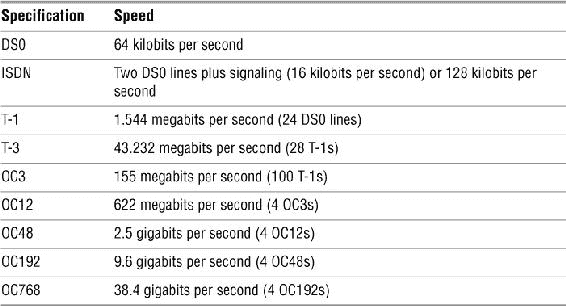 Specification Speed
DS0 64 kilobits per second
ISDN Two DS0 lines plus signaling (16 kilobits per second) or 128 kilobits per
second
T-1 1.544 megabits per second (24 DS0 lines)
T-3 43.232 megabits per second (28 T-1s)
OC3 155 megabits per second (100 T-1s)
OC12 622 megabits per second (4 OC3s)
OC48 2.5 gigabits per second (4 OC12s)
OC192 9.6 gigabits per second (4 OC48s)
OC768 38.4 gigabits per second (4 OC192s)